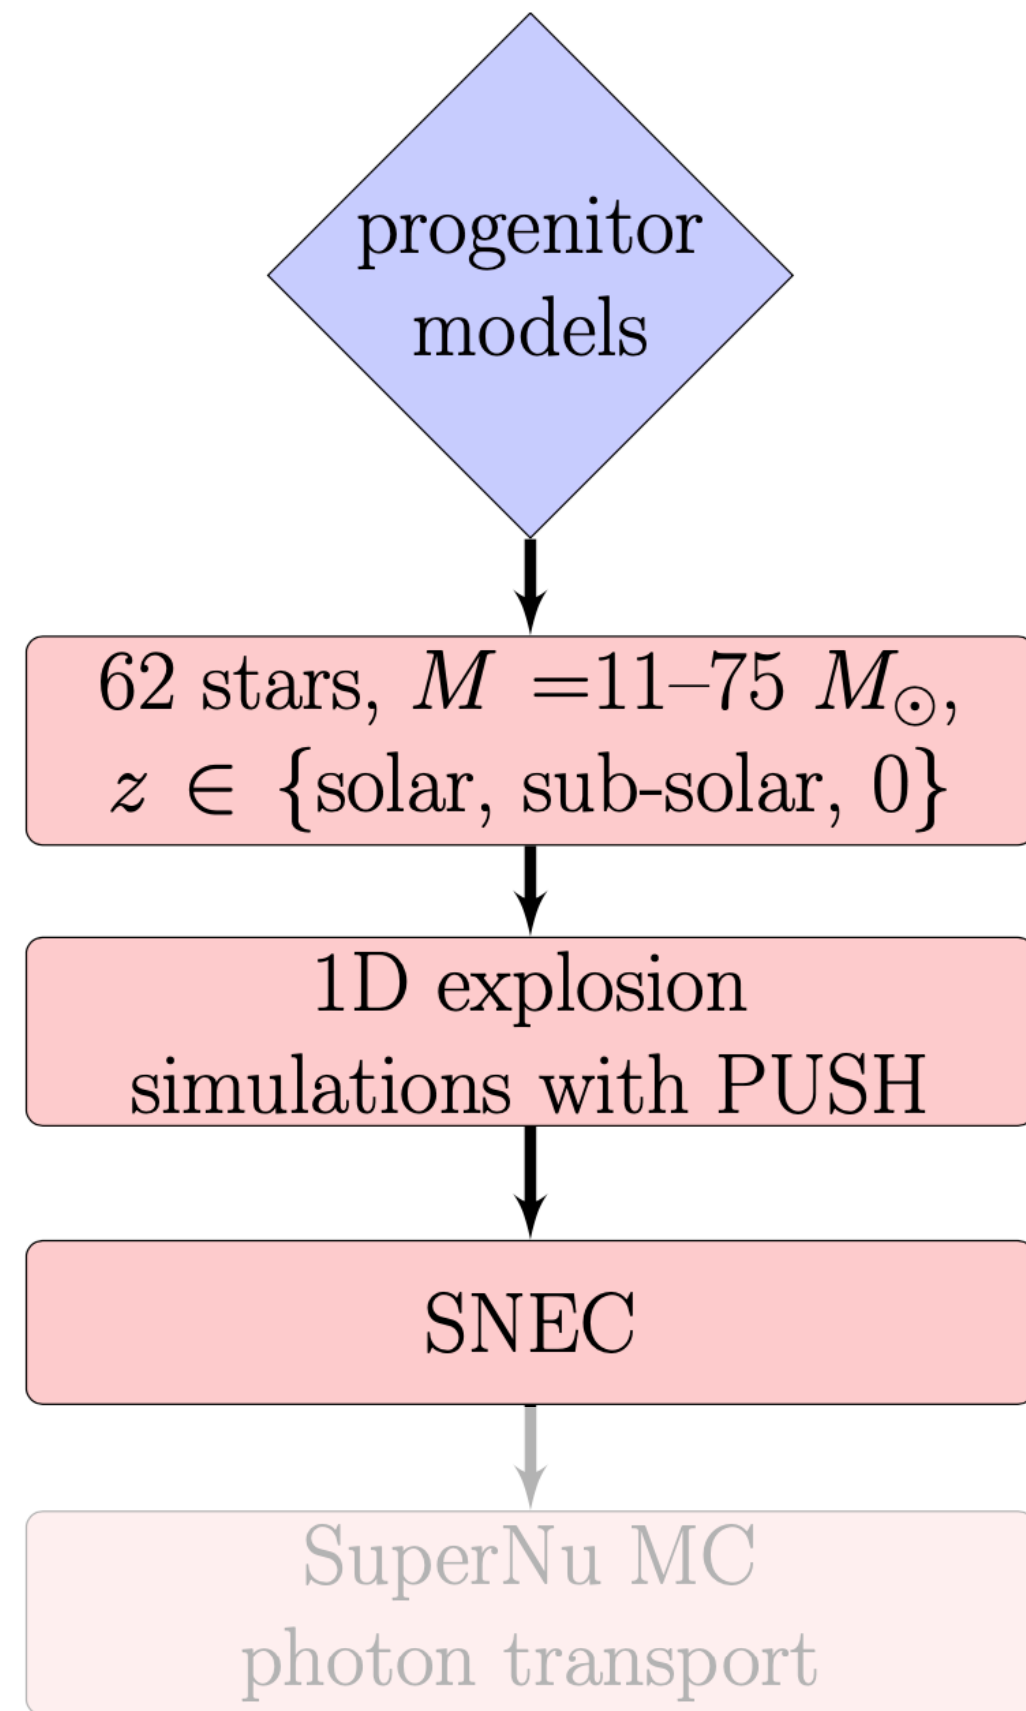 progenitor
models
62 stars, M =11–75 M⊙,
z ∈ {solar, sub-solar, 0}
1D explosion
simulations with PUSH
SNEC
SuperNu MC
photon transport